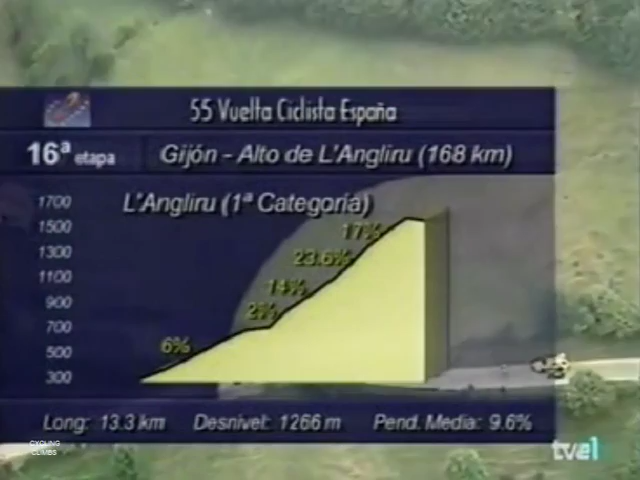 55 Vuelta Ciclista España
16ª etapa
Gijón - Alto de L'Angliru (168 km)
L'Angliru (1ª Categoría)
1700
1500
1300
1100
900
700
500
300
17%
23.6%
14%
2%
6%
Long: 13.3 km Desnivel: 1266 m Pend. Media: 9.6%
CYCLING
CLIMBS
tve1